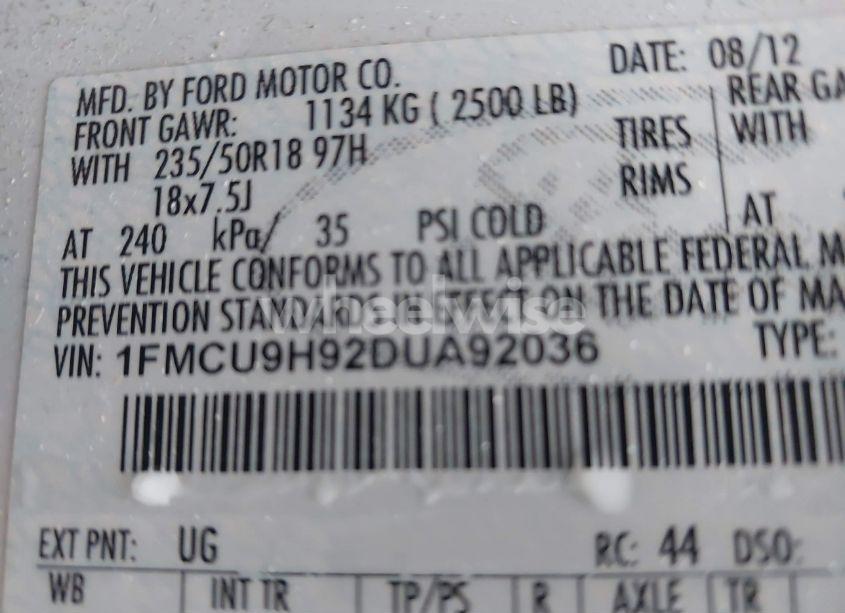 MFD. BY FORD MOTOR CO. DATE: 08/12
FRONT GAWR: 1134 KG ( 2500 LB) REAR GA
WITH 235/50R18 97H TIRES WITH
18x7.5J RIMS
AT 240 kPa/ 35 PSI COLD AT
THIS VEHICLE CONFORMS TO ALL APPLICABLE FEDERAL M
PREVENTION STANDARDS IN EFFECT ON THE DATE OF MA
wheelwise
VIN: 1FMCU9H92DUA92036 TYPE:
EXT PNT: UG RC: 44 DSO:
WB INT TR TP/PS R AXLE TR